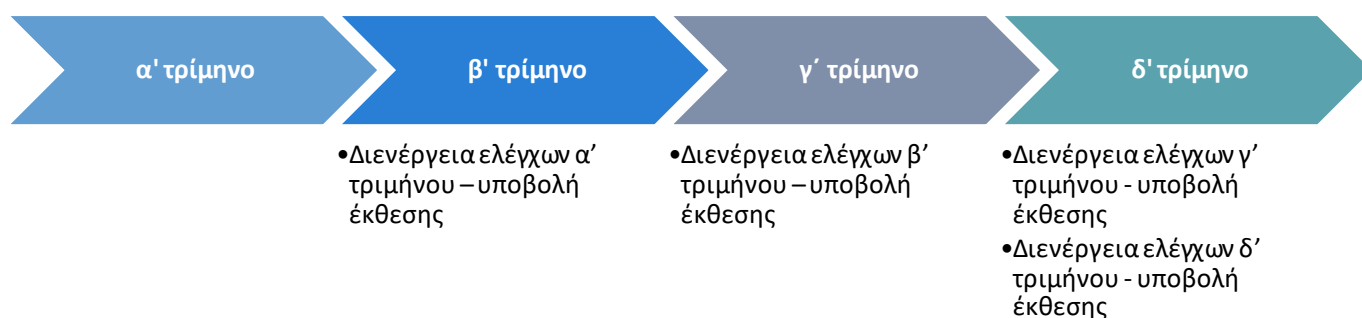 α' τρίμηνο
β' τρίμηνο
γ΄ τρίμηνο
δ' τρίμηνο
•Διενέργεια ελέγχων α’
τριμήνου – υποβολή
έκθεσης
•Διενέργεια ελέγχων β’
τριμήνου – υποβολή
έκθεσης
•Διενέργεια ελέγχων γ’
τριμήνου - υποβολή
έκθεσης
•Διενέργεια ελέγχων δ’
τριμήνου - υποβολή
έκθεσης